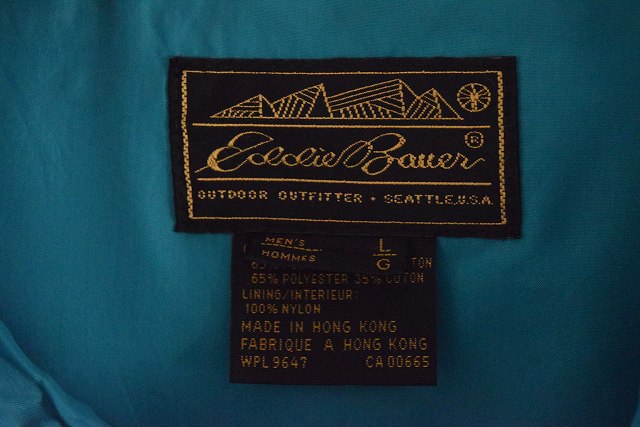 Eddie Bauer®
OUTDOOR OUTFITTER • SEATTLE, U.S.A.
MEN'S L
HOMMES G
65% POLYESTER 35% COTON
LINING/INTERIEUR:
100% NYLON
MADE IN HONG KONG
FABRIQUE A HONG KONG
WPL 9647 CA 00665